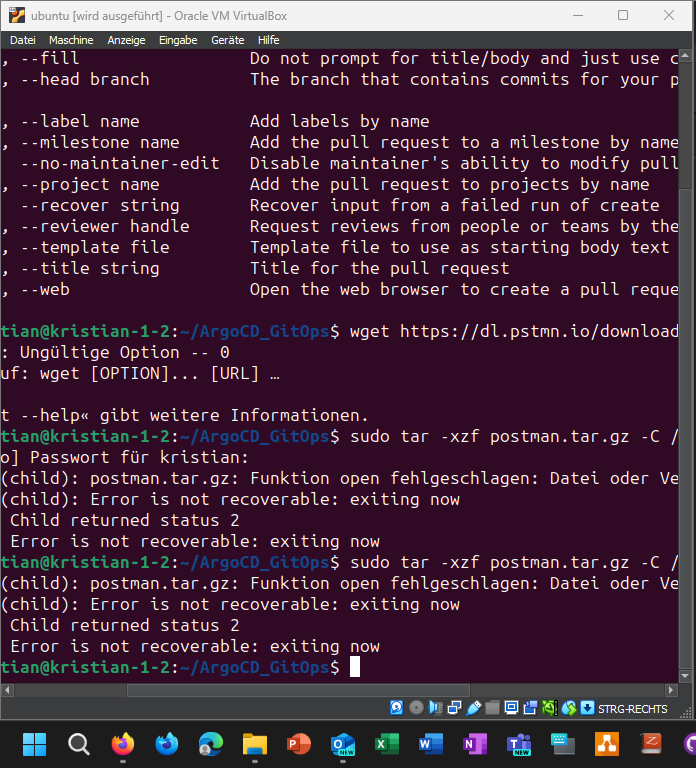 ubuntu [wird ausgeführt] - Oracle VM VirtualBox
Datei Maschine Anzeige Eingabe Geräte Hilfe
, --fill Do not prompt for title/body and just use c
, --head branch The branch that contains commits for your p
, --label name Add labels by name
, --milestone name Add the pull request to a milestone by name
--no-maintainer-edit Disable maintainer's ability to modify pull
, --project name Add the pull request to projects by name
--recover string Recover input from a failed run of create
, --reviewer handle Request reviews from people or teams by the
, --template file Template file to use as starting body text
, --title string Title for the pull request
, --web Open the web browser to create a pull reque
tian@kristian-1-2:~/ArgoCD_GitOps$ wget https://dl.pstmn.io/download
: Ungültige Option -- 0
uf: wget [OPTION]... [URL] …
t --help« gibt weitere Informationen.
tian@kristian-1-2:~/ArgoCD_GitOps$ sudo tar -xzf postman.tar.gz -C /
o] Passwort für kristian:
(child): postman.tar.gz: Funktion open fehlgeschlagen: Datei oder Ve
(child): Error is not recoverable: exiting now
Child returned status 2
Error is not recoverable: exiting now
tian@kristian-1-2:~/ArgoCD_GitOps$ sudo tar -xzf postman.tar.gz -C /
(child): postman.tar.gz: Funktion open fehlgeschlagen: Datei oder Ve
(child): Error is not recoverable: exiting now
Child returned status 2
Error is not recoverable: exiting now
tian@kristian-1-2:~/ArgoCD_GitOps$
STRG-RECHTS